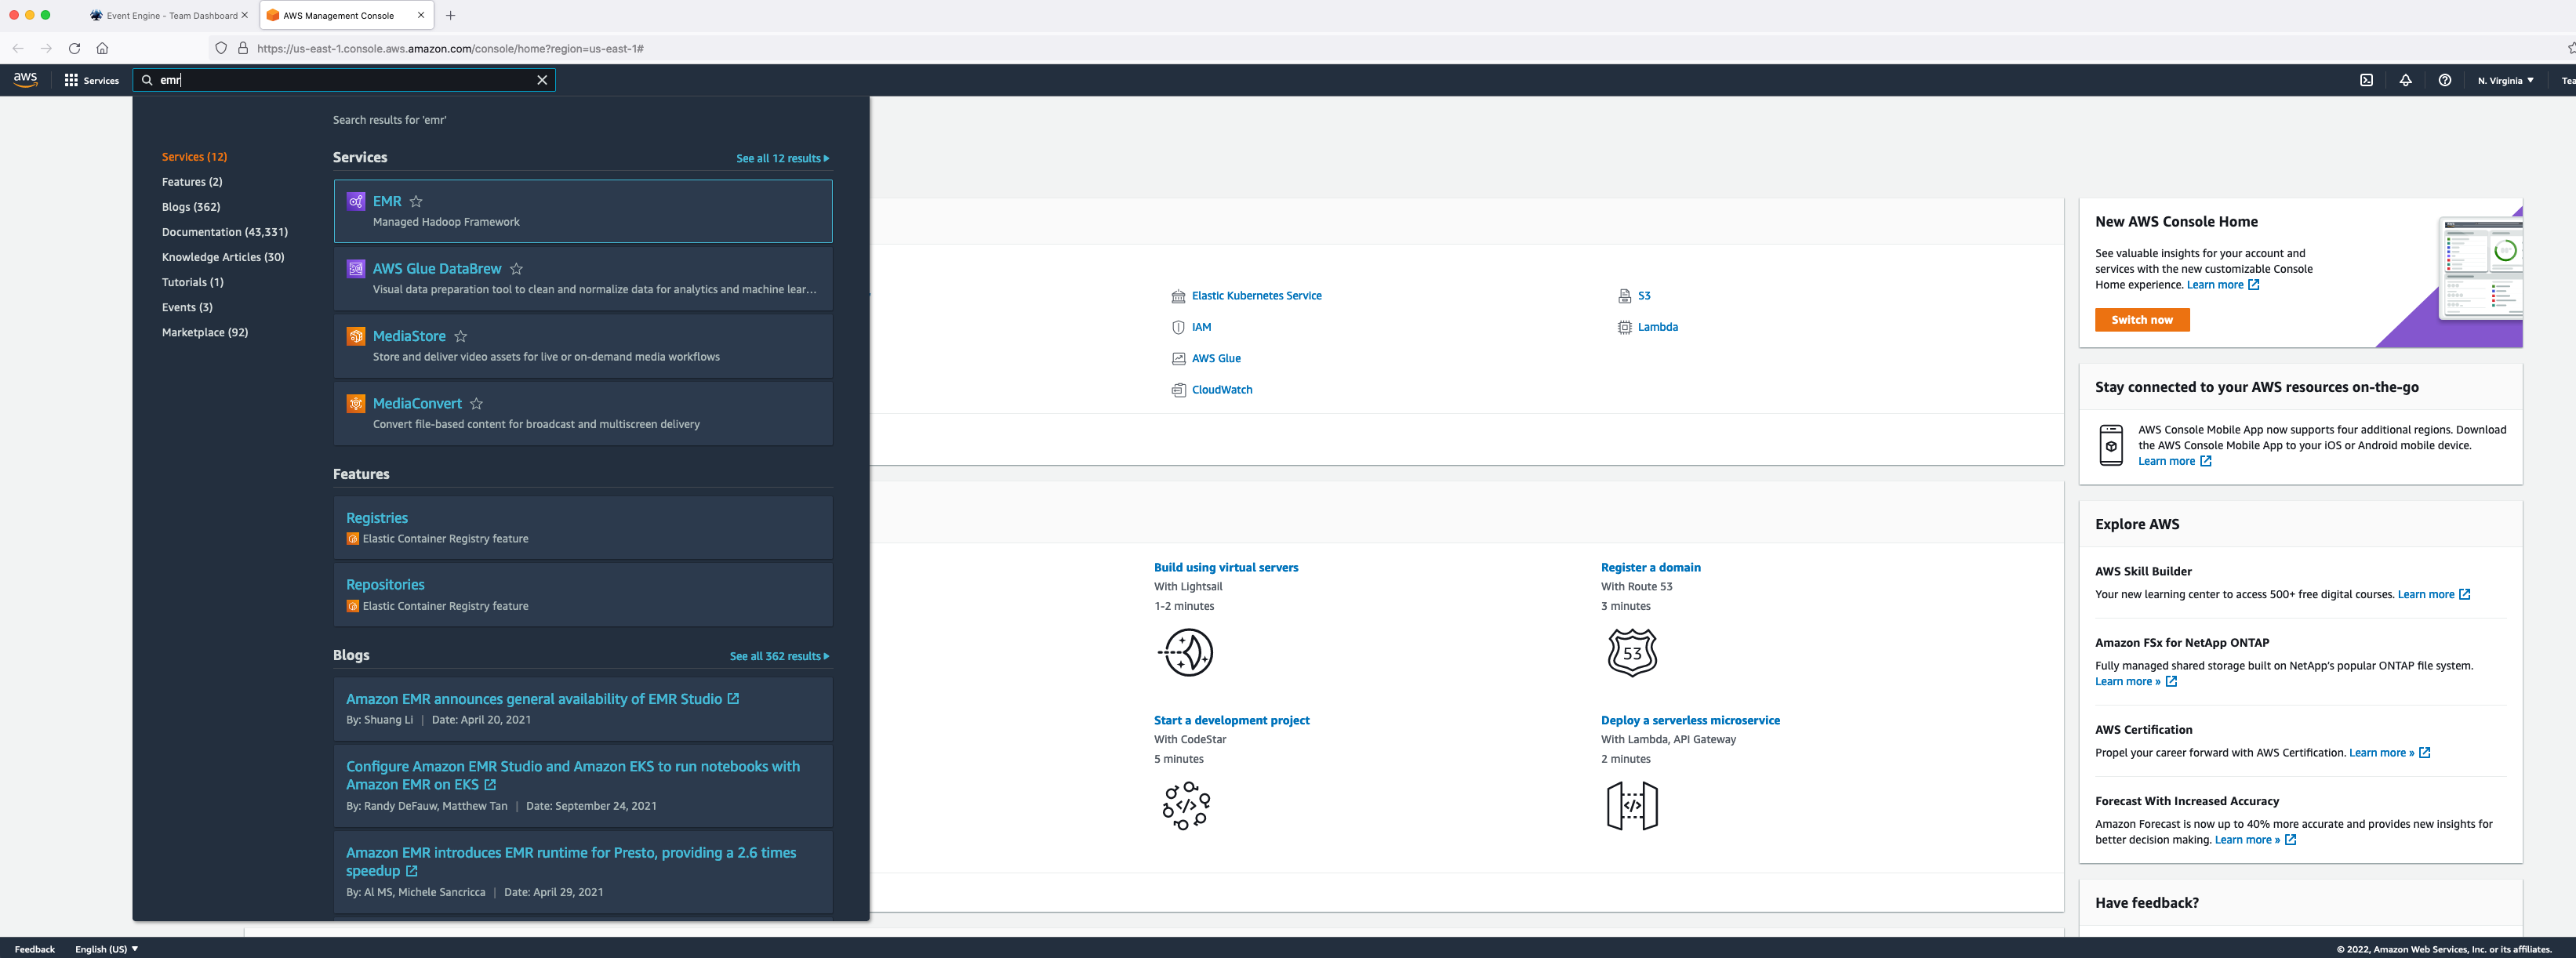 Event Engine - Team Dashboard
AWS Management Console
https://us-east-1.console.aws.amazon.com/console/home?region=us-east-1#
aws
Services
emr
N. Virginia
Search results for 'emr'
Services (12)
Features (2)
Blogs (362)
Documentation (43,331)
Knowledge Articles (30)
Tutorials (1)
Events (3)
Marketplace (92)
Services
See all 12 results
EMR
Managed Hadoop Framework
AWS Glue DataBrew
Visual data preparation tool to clean and normalize data for analytics and machine lear...
MediaStore
Store and deliver video assets for live or on-demand media workflows
MediaConvert
Convert file-based content for broadcast and multiscreen delivery
Features
Registries
Elastic Container Registry feature
Repositories
Elastic Container Registry feature
Blogs
See all 362 results
Amazon EMR announces general availability of EMR Studio
By: Shuang Li | Date: April 20, 2021
Configure Amazon EMR Studio and Amazon EKS to run notebooks with
Amazon EMR on EKS
By: Randy DeFauw, Matthew Tan | Date: September 24, 2021
Amazon EMR introduces EMR runtime for Presto, providing a 2.6 times
speedup
By: Al MS, Michele Sancricca | Date: April 29, 2021
Elastic Kubernetes Service
IAM
AWS Glue
CloudWatch
S3
Lambda
Build using virtual servers
With Lightsail
1-2 minutes
Register a domain
With Route 53
3 minutes
53
Start a development project
With CodeStar
5 minutes
Deploy a serverless microservice
With Lambda, API Gateway
2 minutes
New AWS Console Home
See valuable insights for your account and
services with the new customizable Console
Home experience. Learn more
Switch now
Stay connected to your AWS resources on-the-go
AWS Console Mobile App now supports four additional regions. Download
the AWS Console Mobile App to your iOS or Android mobile device.
Learn more
Explore AWS
AWS Skill Builder
Your new learning center to access 500+ free digital courses. Learn more
Amazon FSx for NetApp ONTAP
Fully managed shared storage built on NetApp's popular ONTAP file system.
Learn more »
AWS Certification
Propel your career forward with AWS Certification. Learn more »
Forecast With Increased Accuracy
Amazon Forecast is now up to 40% more accurate and provides new insights for
better decision making. Learn more »
Have feedback?
Feedback
English (US)
© 2022, Amazon Web Services, Inc. or its affiliates.